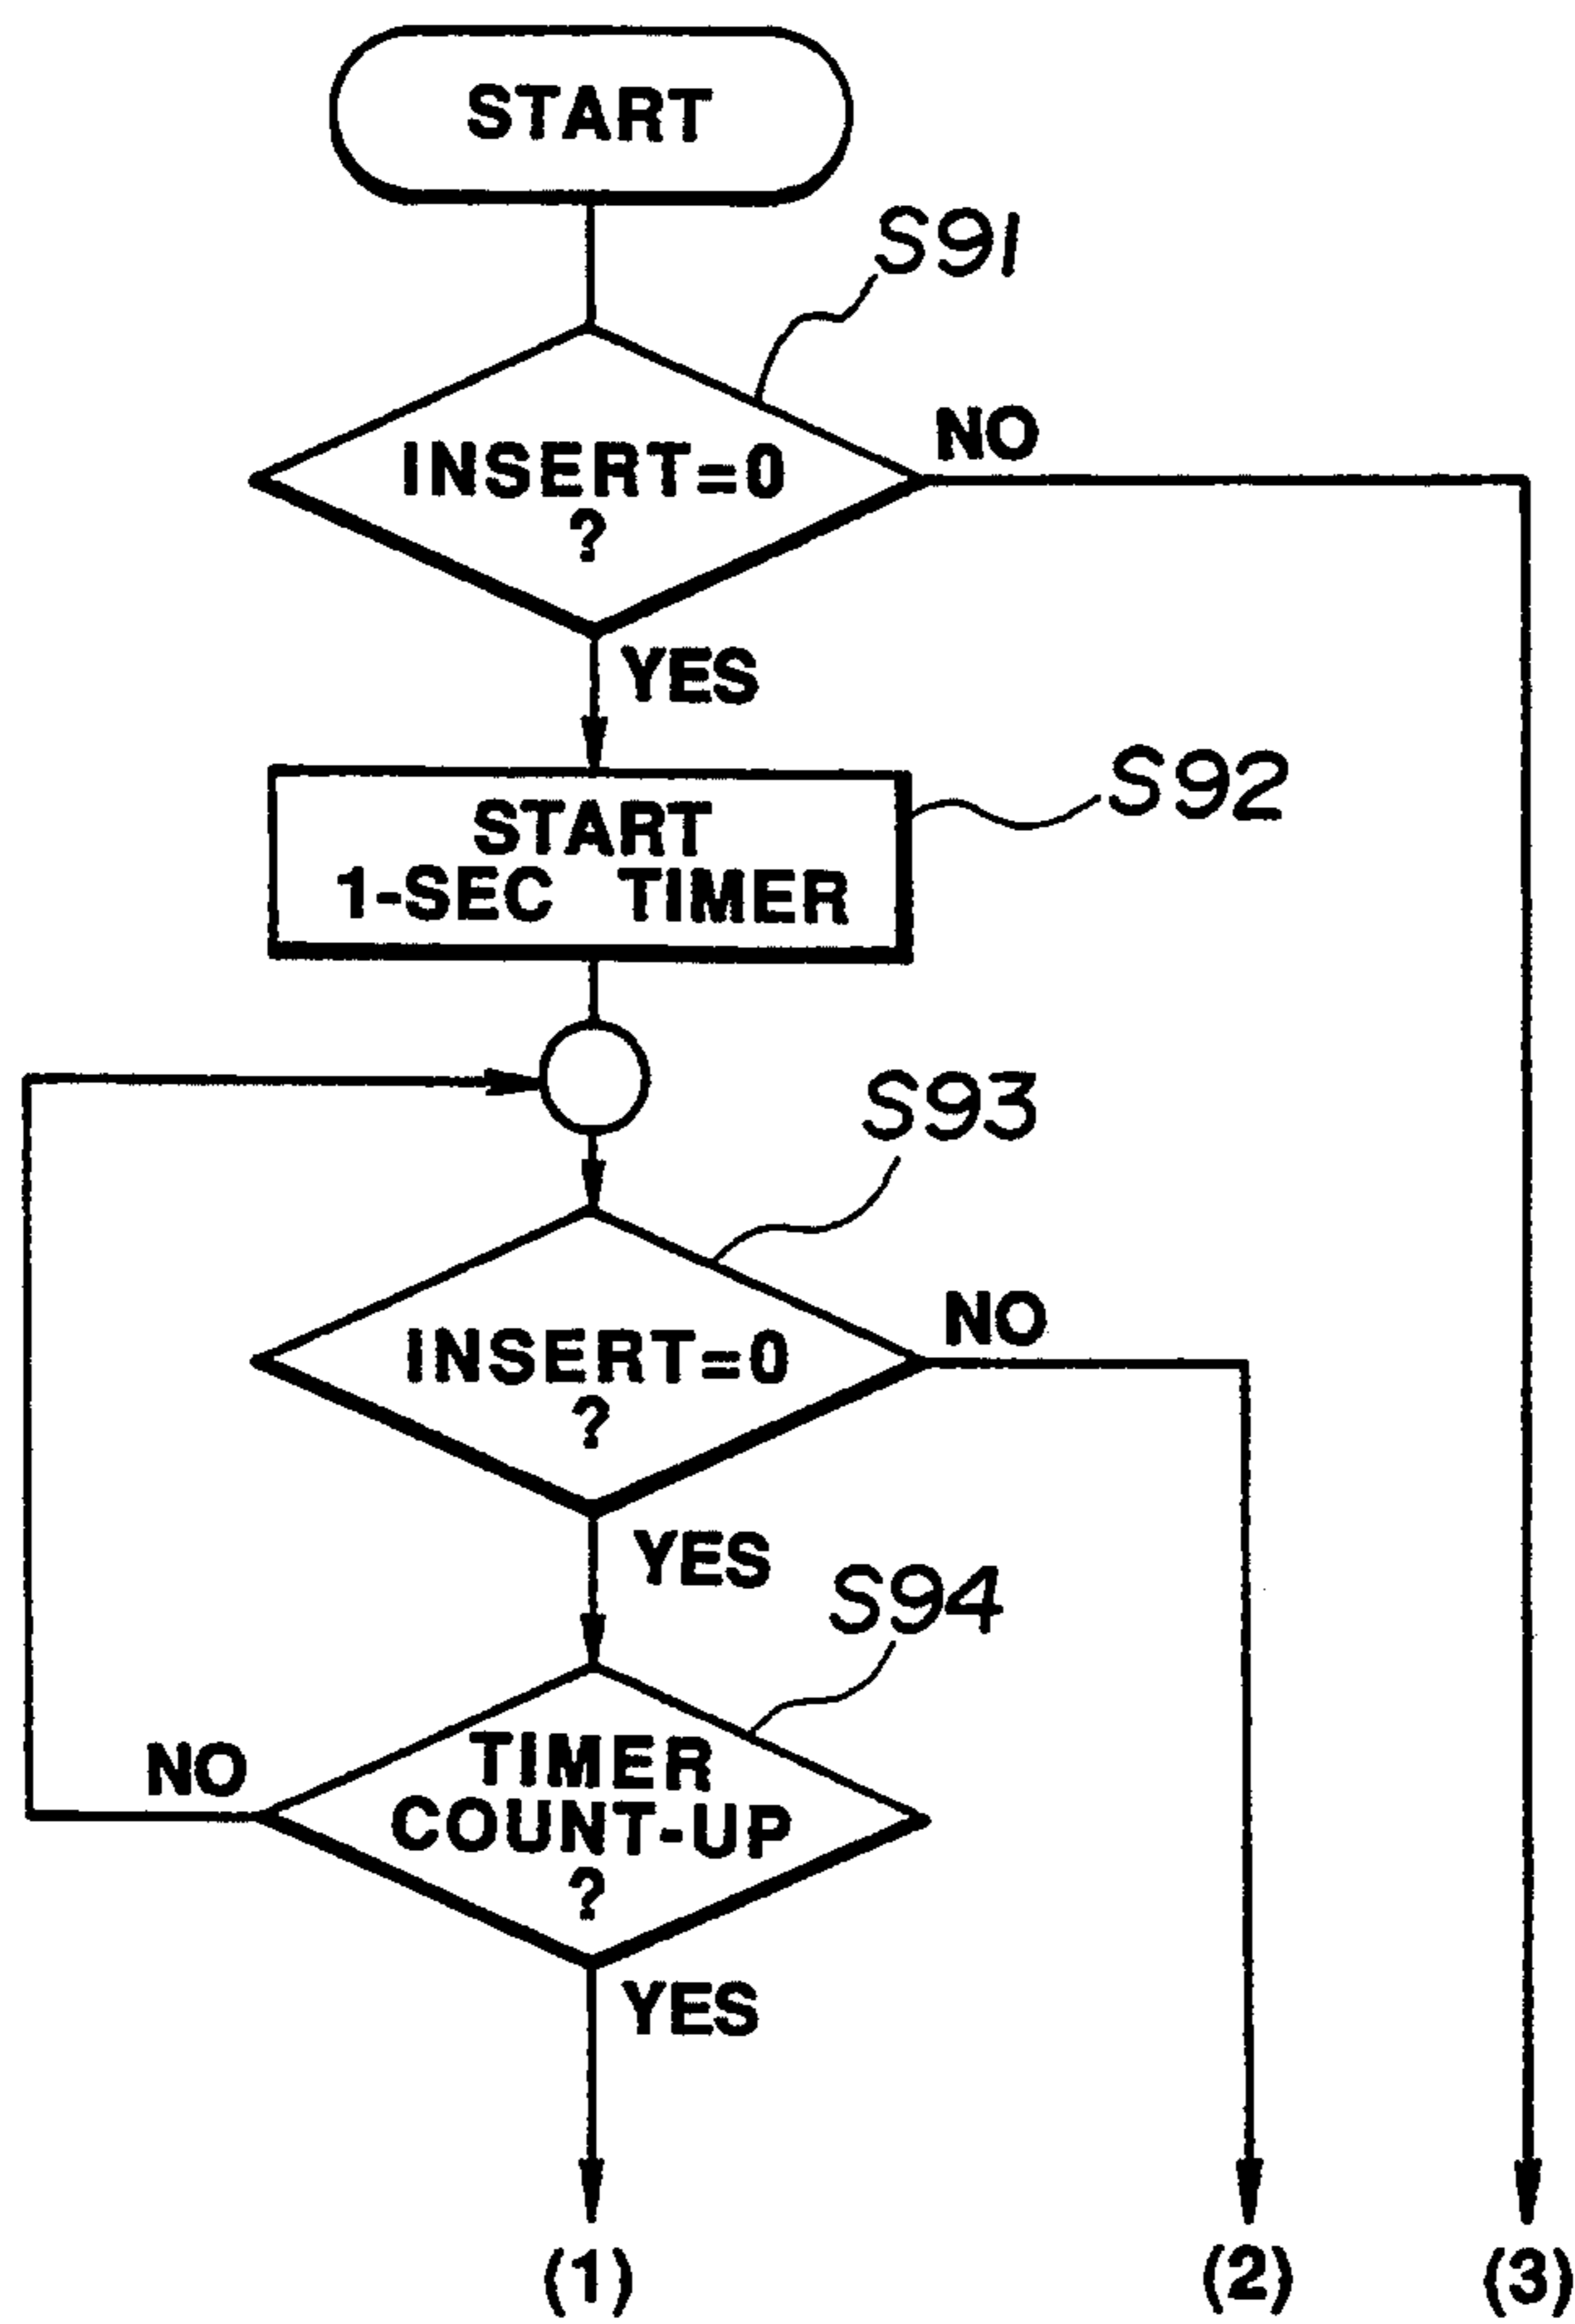 START
S91
INSERT=0
?
NO
YES
START
1-SEC TIMER
S92
S93
INSERT=0
?
NO
YES
S94
TIMER
COUNT-UP
?
NO
YES
(1)
(2)
(3)